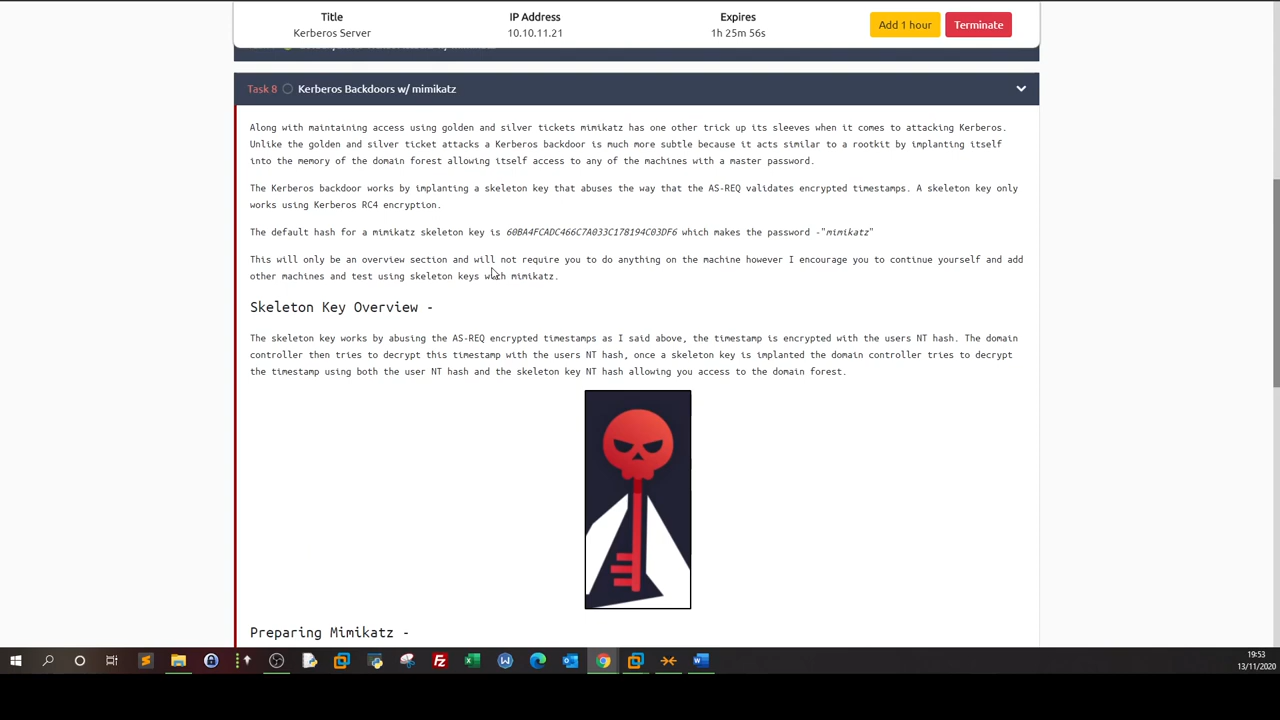 Title IP Address Expires
Kerberos Server 10.10.11.21 1h 25m 56s Add 1 hour Terminate
Task 8 Kerberos Backdoors w/ mimikatz
Along with maintaining access using golden and silver tickets mimikatz has one other trick up its sleeves when it comes to attacking Kerberos.
Unlike the golden and silver ticket attacks a Kerberos backdoor is much more subtle because it acts similar to a rootkit by implanting itself
into the memory of the domain forest allowing itself access to any of the machines with a master password.
The Kerberos backdoor works by implanting a skeleton key that abuses the way that the AS-REQ validates encrypted timestamps. A skeleton key only
works using Kerberos RC4 encryption.
The default hash for a mimikatz skeleton key is 60BA4FCADC466C7A033C178194C03DF6 which makes the password -"mimikatz"
This will only be an overview section and will not require you to do anything on the machine however I encourage you to continue yourself and add
other machines and test using skeleton keys with mimikatz.
Skeleton Key Overview -
The skeleton key works by abusing the AS-REQ encrypted timestamps as I said above, the timestamp is encrypted with the users NT hash. The domain
controller then tries to decrypt this timestamp with the users NT hash, once a skeleton key is implanted the domain controller tries to decrypt
the timestamp using both the user NT hash and the skeleton key NT hash allowing you access to the domain forest.
Preparing Mimikatz -
19:53
13/11/2020